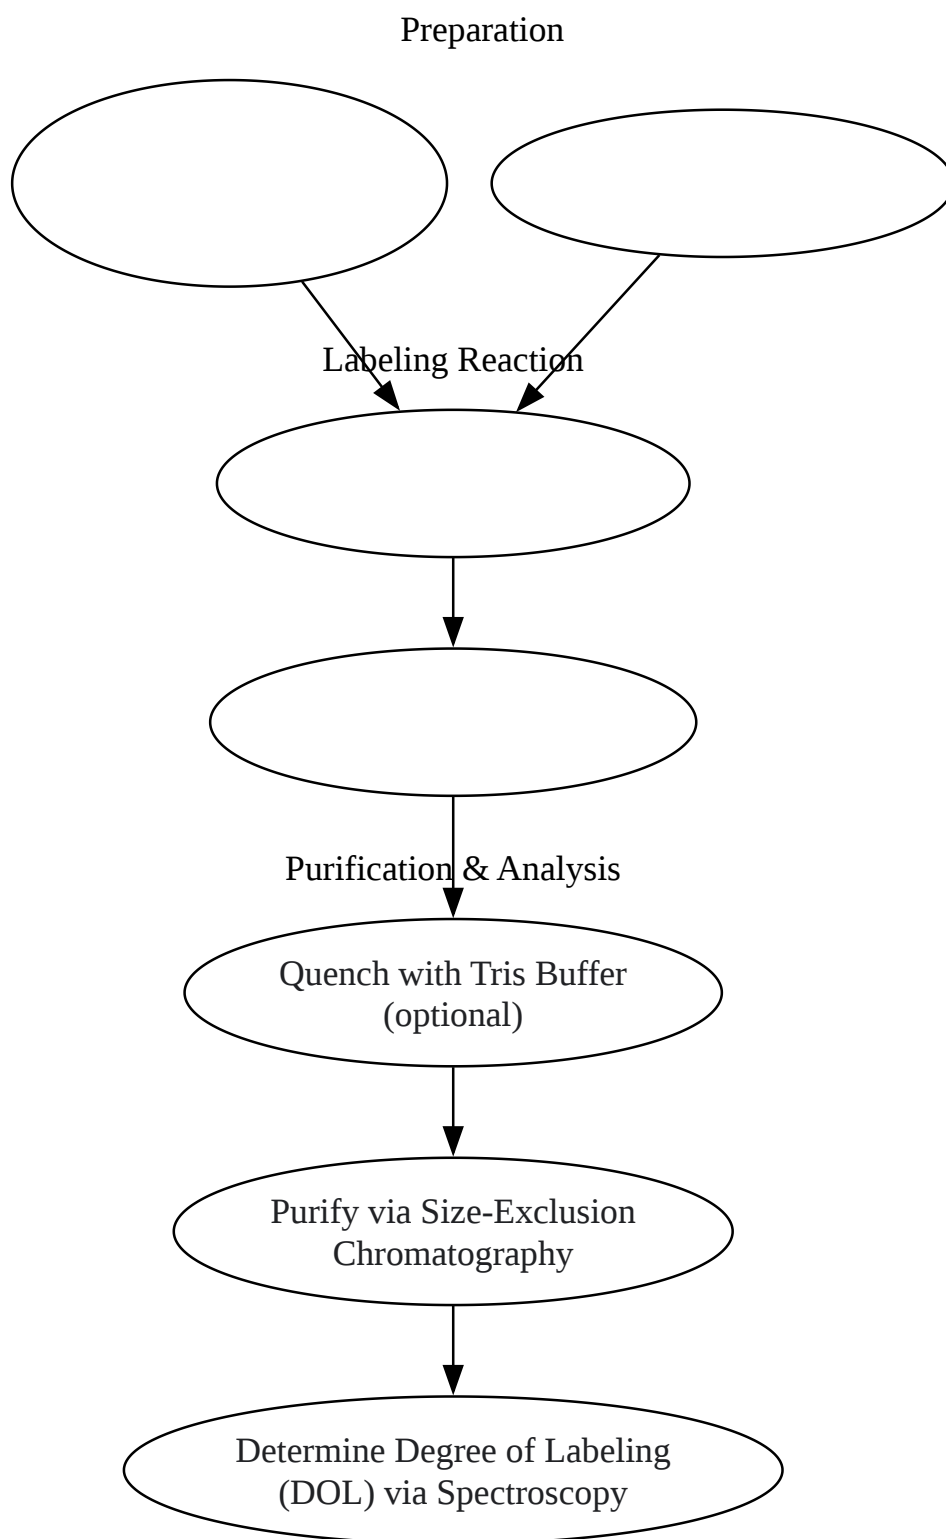 Preparation
Labeling Reaction
Purification & Analysis
Quench with Tris Buffer
(optional)
Purify via Size-Exclusion
Chromatography
Determine Degree of Labeling
(DOL) via Spectroscopy